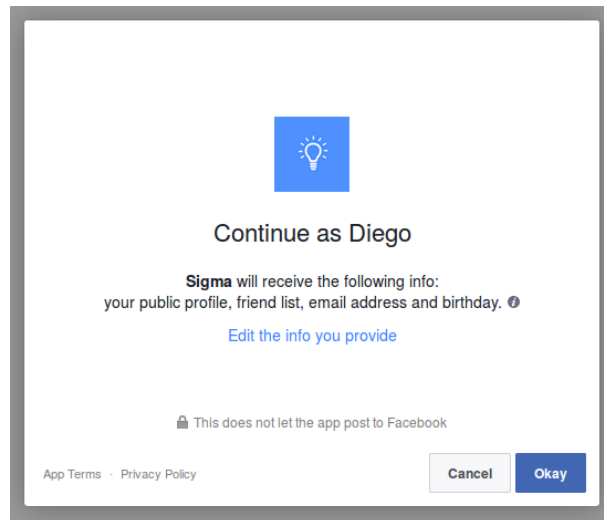 Continue as Diego
Sigma will receive the following info:
your public profile, friend list, email address and birthday. i
Edit the info you provide
This does not let the app post to Facebook
App Terms · Privacy Policy
Cancel
Okay